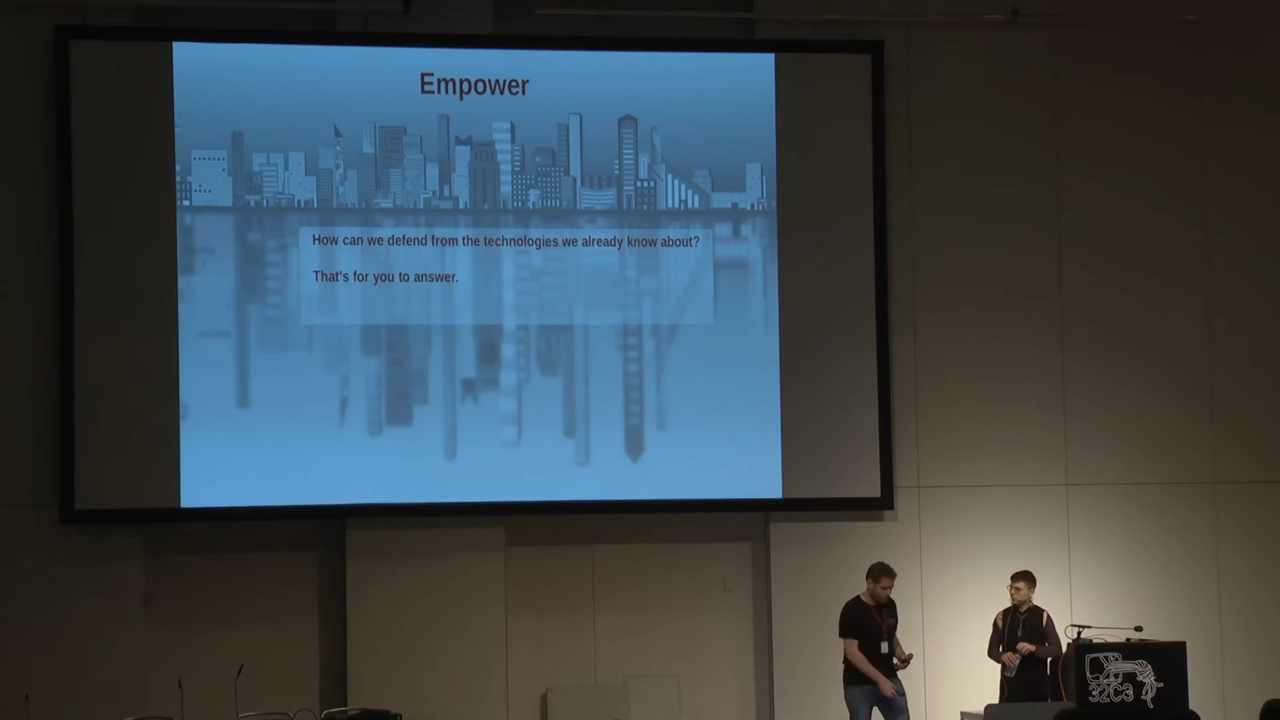 Empower
How can we defend from the technologies we already know about?
That's for you to answer.
32C3